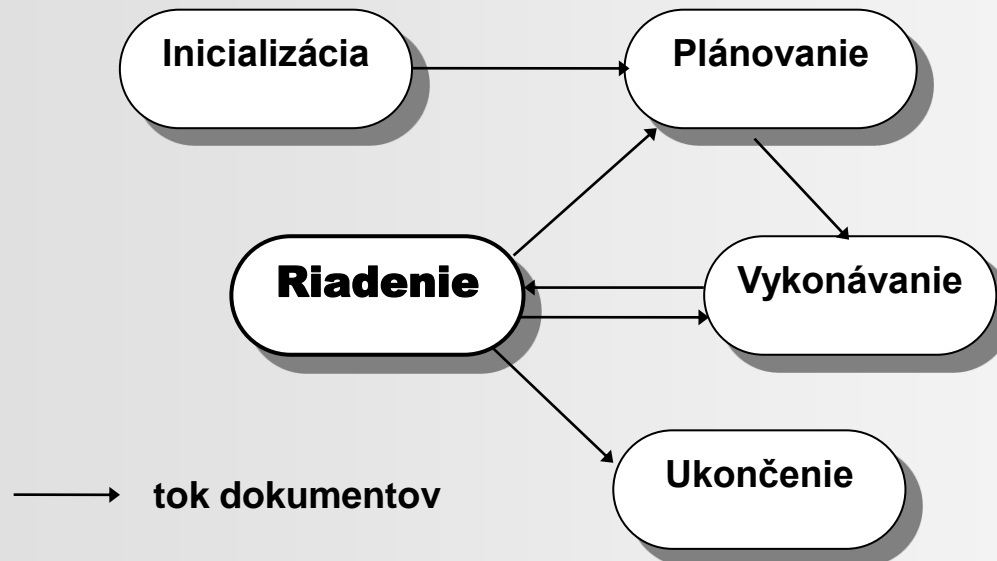 Inicializácia
Plánovanie
Riadenie
Vykonávanie
Ukončenie
tok dokumentov